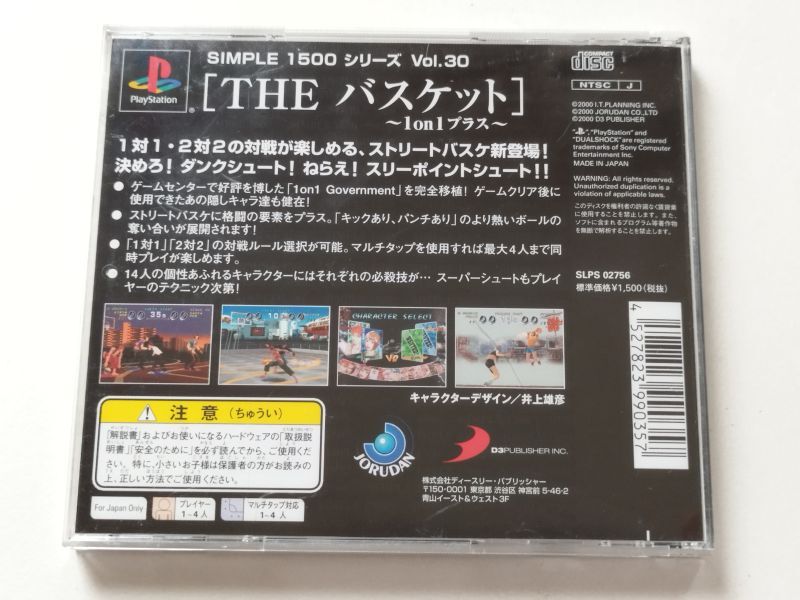 SIMPLE 1500 シリーズ Vol.30
PlayStation
[THE バスケット]
〜1on1プラス〜
COMPACT
disc
NTSC J
©2000 I.T.PLANNING INC.
©2000 JORUDAN CO.,LTD
©2000 D3 PUBLISHER
"PS", "PlayStation" and
"DUALSHOCK" are registered
trademarks of Sony Computer
Entertainment Inc.
MADE IN JAPAN
WARNING: All rights reserved.
Unauthorized duplication is a
violation of applicable laws.
このディスクを権利者の許諾なく賃貸業
に使用することを禁止します。また、
ソフトに含まれるプログラム等著作物
を無断で解析することを禁止します。
SLPS 02756
標準価格¥1,500(税抜)
1対1・2対2の対戦が楽しめる、ストリートバスケ新登場!
決めろ! ダンクシュート! ねらえ! スリーポイントシュート!!
● ゲームセンターで好評を博した「1on1 Government」を完全移植! ゲームクリア後に
使用できたあの隠しキャラ達も健在!
● ストリートバスケに格闘の要素をプラス。「キックあり、パンチあり」のより熱いボールの
奪い合いが展開されます!
● 「1対1」「2対2」の対戦ルール選択が可能。マルチタップを使用すれば最大4人まで同
時プレイが楽しめます。
● 14人の個性あふれるキャラクターにはそれぞれの必殺技が… スーパーシュートもプレイ
ヤーのテクニック次第!
CHARACTER SELECT
キャラクターデザイン/井上雄彦
4 527823 990357
注意(ちゅうい)
「解説書」およびお使いになるハードウェアの「取扱説
明書」「安全のために」を必ず読んでから、ご使用くだ
さい。特に、小さいお子様は保護者の方がお読みの
上、正しい方法でご使用ください。
For Japan Only
プレイヤー
1〜4人
マルチタップ対応
1〜4人
JORUDAN
D3PUBLISHER INC.
株式会社ディースリー・パブリッシャー
〒150-0001 東京都 渋谷区 神宮前 5-46-2
青山イースト&ウェスト3F